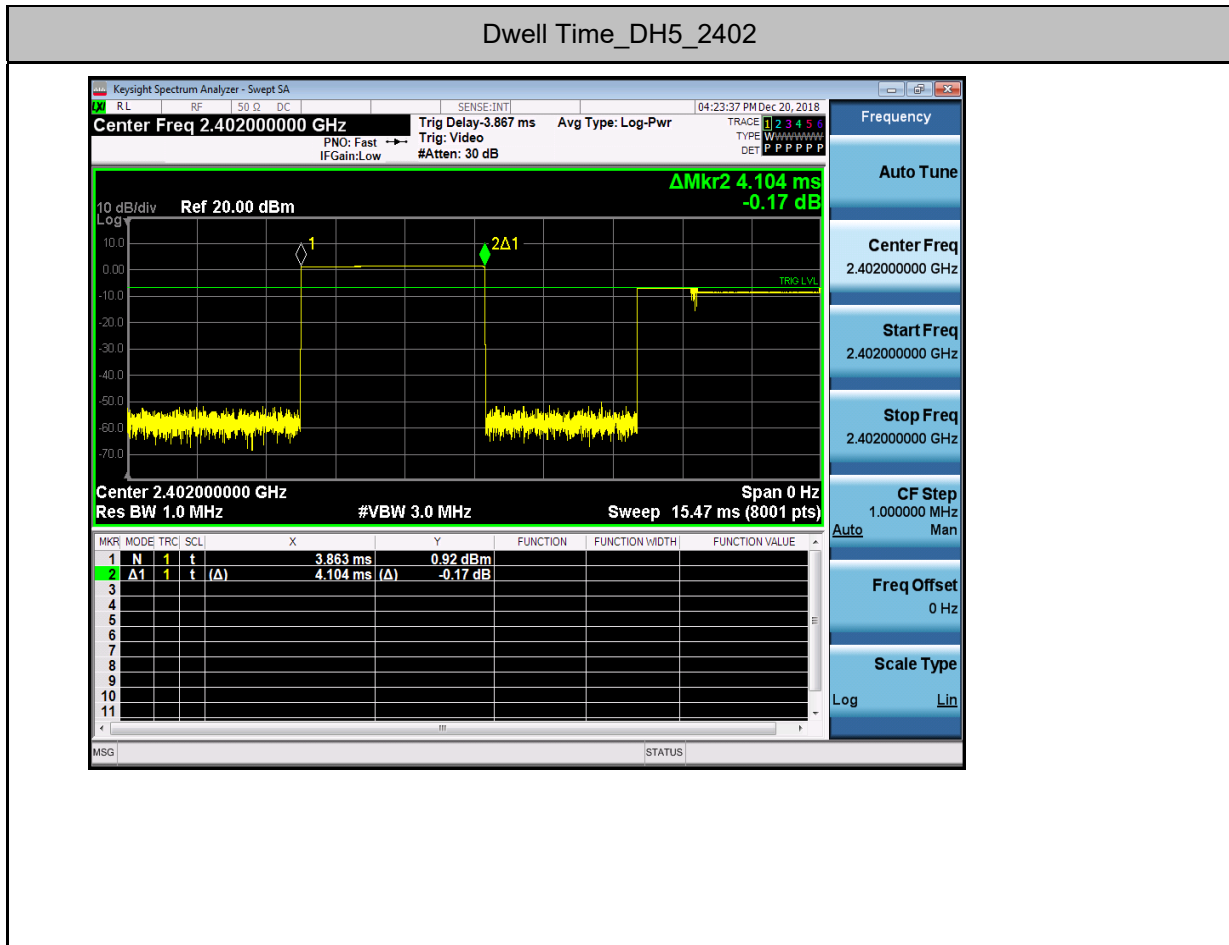 Dwell Time_DH5_2402
Keysight Spectrum Analyzer - Swept SA
LXI RL RF 50 Ω DC SENSE:INT 04:23:37 PM Dec 20, 2018
Center Freq 2.402000000 GHz
PNO: Fast
IFGain:Low
Trig Delay-3.867 ms
Trig: Video
#Atten: 30 dB
Avg Type: Log-Pwr
TRACE 1 2 3 4 5 6
TYPE WWWWWW
DET P P P P P P
Frequency
Auto Tune
Center Freq
2.402000000 GHz
Start Freq
2.402000000 GHz
Stop Freq
2.402000000 GHz
CF Step
1.000000 MHz
Auto Man
Freq Offset
0 Hz
Scale Type
Log Lin
ΔMkr2 4.104 ms
-0.17 dB
10 dB/div Ref 20.00 dBm
Log
10.0
0.00
-10.0
-20.0
-30.0
-40.0
-50.0
-60.0
-70.0
1
2Δ1
TRIG LVL
Center 2.402000000 GHz Span 0 Hz
Res BW 1.0 MHz #VBW 3.0 MHz Sweep 15.47 ms (8001 pts)
MKR MODE TRC SCL X Y FUNCTION FUNCTION WIDTH FUNCTION VALUE
1 N 1 t 3.863 ms 0.92 dBm
2 Δ1 1 t (Δ) 4.104 ms (Δ) -0.17 dB
3
4
5
6
7
8
9
10
11
MSG STATUS